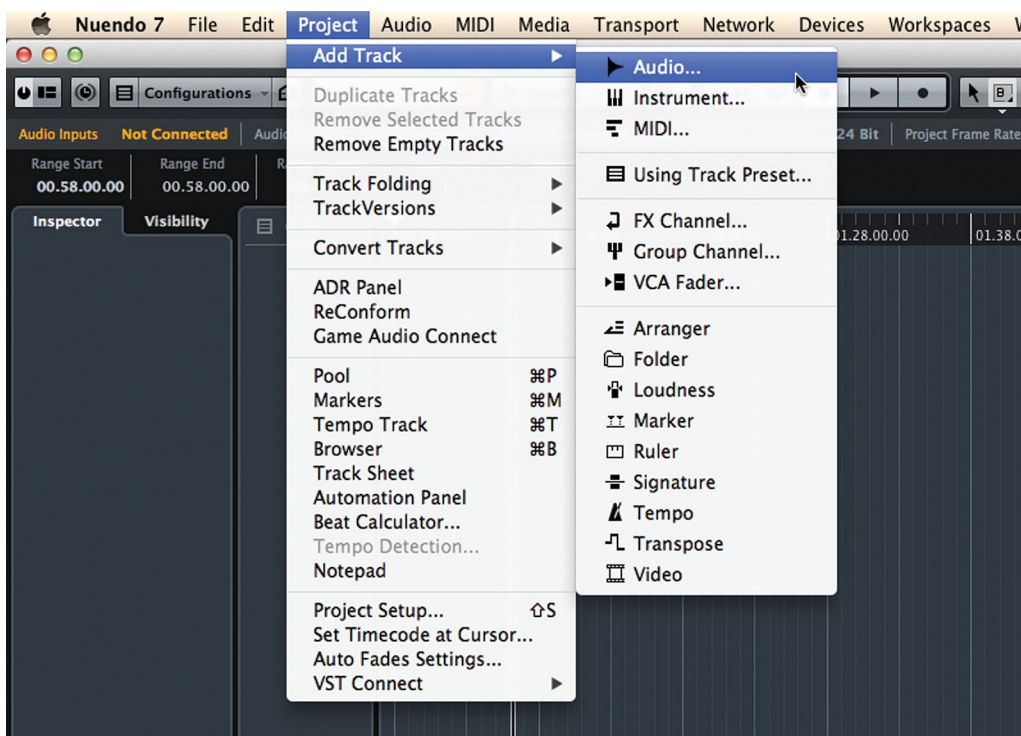 Nuendo 7 File Edit Project Audio MIDI Media Transport Network Devices Workspaces
Configurations
Audio Inputs Not Connected Audio
24 Bit Project Frame Rate
Range Start Range End
00.58.00.00 00.58.00.00
Inspector Visibility
01.28.00.00 01.38.0
Add Track
Duplicate Tracks
Remove Selected Tracks
Remove Empty Tracks
Track Folding
TrackVersions
Convert Tracks
ADR Panel
ReConform
Game Audio Connect
Pool ⌘P
Markers ⌘M
Tempo Track ⌘T
Browser ⌘B
Track Sheet
Automation Panel
Beat Calculator...
Tempo Detection...
Notepad
Project Setup... ⇧S
Set Timecode at Cursor...
Auto Fades Settings...
VST Connect
Audio...
Instrument...
MIDI...
Using Track Preset...
FX Channel...
Group Channel...
VCA Fader...
Arranger
Folder
Loudness
Marker
Ruler
Signature
Tempo
Transpose
Video